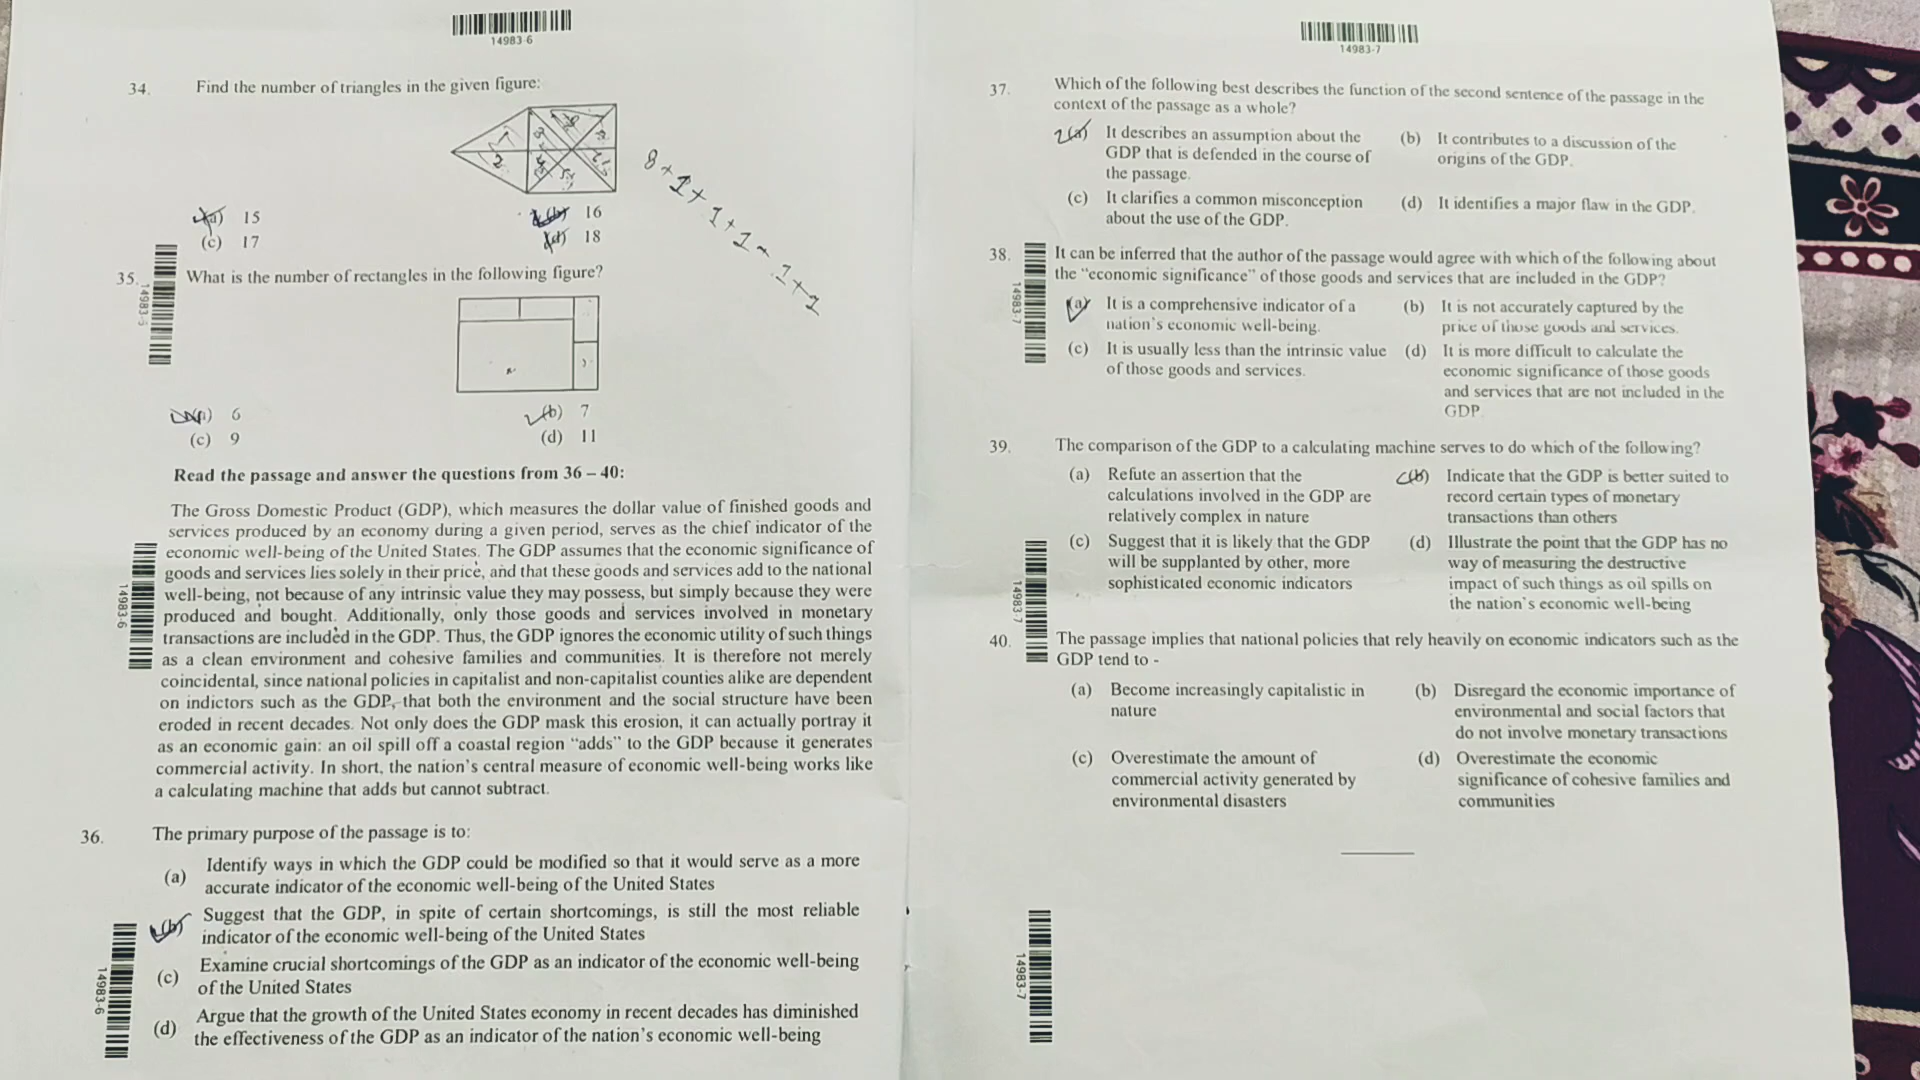 14983-6
34. Find the number of triangles in the given figure:
8+1+1+1+1+1
(a) 15 (b) 16
(c) 17 (d) 18
14983-6
35. What is the number of rectangles in the following figure?
(a) 6 (b) 7
(c) 9 (d) 11
Read the passage and answer the questions from 36 – 40:
The Gross Domestic Product (GDP), which measures the dollar value of finished goods and
services produced by an economy during a given period, serves as the chief indicator of the
economic well-being of the United States. The GDP assumes that the economic significance of
goods and services lies solely in their price, and that these goods and services add to the national
well-being, not because of any intrinsic value they may possess, but simply because they were
produced and bought. Additionally, only those goods and services involved in monetary
transactions are included in the GDP. Thus, the GDP ignores the economic utility of such things
as a clean environment and cohesive families and communities. It is therefore not merely
coincidental, since national policies in capitalist and non-capitalist counties alike are dependent
on indictors such as the GDP, that both the environment and the social structure have been
eroded in recent decades. Not only does the GDP mask this erosion, it can actually portray it
as an economic gain: an oil spill off a coastal region "adds" to the GDP because it generates
commercial activity. In short, the nation's central measure of economic well-being works like
a calculating machine that adds but cannot subtract.
14983-6
36. The primary purpose of the passage is to:
(a) Identify ways in which the GDP could be modified so that it would serve as a more
accurate indicator of the economic well-being of the United States
(b) Suggest that the GDP, in spite of certain shortcomings, is still the most reliable
indicator of the economic well-being of the United States
(c) Examine crucial shortcomings of the GDP as an indicator of the economic well-being
of the United States
(d) Argue that the growth of the United States economy in recent decades has diminished
the effectiveness of the GDP as an indicator of the nation's economic well-being
14983-6
14983-7
37. Which of the following best describes the function of the second sentence of the passage in the
context of the passage as a whole?
(a) It describes an assumption about the
GDP that is defended in the course of
the passage.
(b) It contributes to a discussion of the
origins of the GDP.
(c) It clarifies a common misconception
about the use of the GDP.
(d) It identifies a major flaw in the GDP.
38. It can be inferred that the author of the passage would agree with which of the following about
the "economic significance" of those goods and services that are included in the GDP?
14983-7
(a) It is a comprehensive indicator of a
nation's economic well-being.
(b) It is not accurately captured by the
price of those goods and services.
(c) It is usually less than the intrinsic value
of those goods and services.
(d) It is more difficult to calculate the
economic significance of those goods
and services that are not included in the
GDP.
39. The comparison of the GDP to a calculating machine serves to do which of the following?
(a) Refute an assertion that the
calculations involved in the GDP are
relatively complex in nature
(b) Indicate that the GDP is better suited to
record certain types of monetary
transactions than others
(c) Suggest that it is likely that the GDP
will be supplanted by other, more
sophisticated economic indicators
(d) Illustrate the point that the GDP has no
way of measuring the destructive
impact of such things as oil spills on
the nation's economic well-being
14983-7
40. The passage implies that national policies that rely heavily on economic indicators such as the
GDP tend to -
(a) Become increasingly capitalistic in
nature
(b) Disregard the economic importance of
environmental and social factors that
do not involve monetary transactions
(c) Overestimate the amount of
commercial activity generated by
environmental disasters
(d) Overestimate the economic
significance of cohesive families and
communities
14983-7